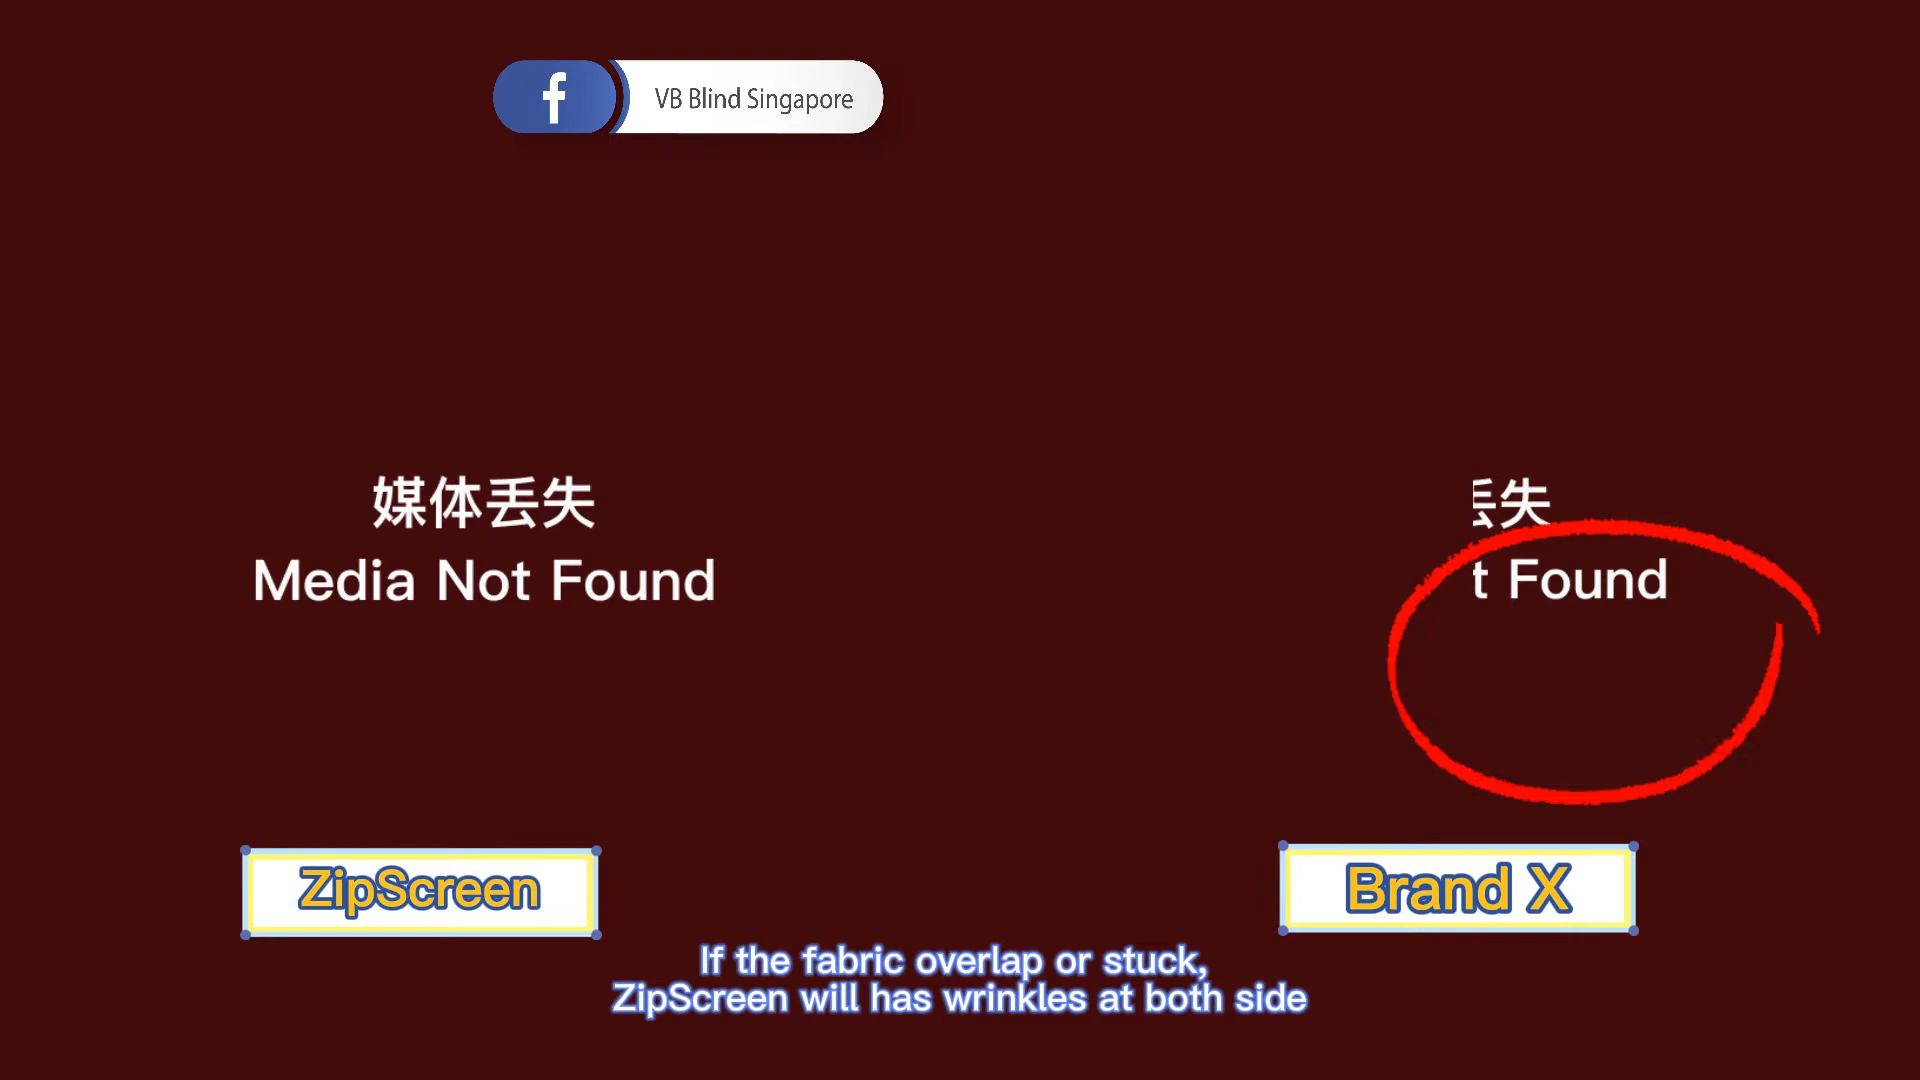 VB Blind Singapore
媒体丢失
Media Not Found
丢失
t Found
ZipScreen
Brand X
If the fabric overlap or stuck,
ZipScreen will has wrinkles at both side